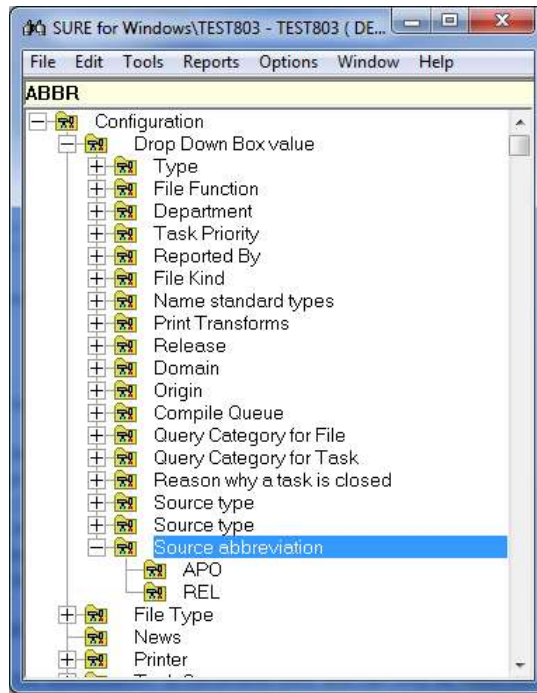 SURE for Windows\TEST803 - TEST803 ( DE...
File Edit Tools Reports Options Window Help
ABBR
Configuration
Drop Down Box value
Type
File Function
Department
Task Priority
Reported By
File Kind
Name standard types
Print Transforms
Release
Domain
Origin
Compile Queue
Query Category for File
Query Category for Task
Reason why a task is closed
Source type
Source type
Source abbreviation
APO
REL
File Type
News
Printer